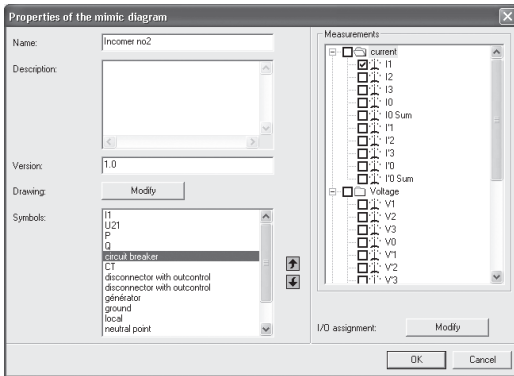 Properties of the mimic diagram
Name:
Incomer no2
Description:
Version:
1.0
Drawing:
Modify
Symbols:
I1
U21
P
Q
circuit breaker
CT
disconnector with outcontrol
disconnector with outcontrol
générator
ground
local
neutral point
Measurements
current
I1
I2
I3
I0
I0 Sum
I'1
I'2
I'3
I'0
I'0 Sum
Voltage
V1
V2
V3
V0
V'1
V'2
V'3
I/O assignment:
Modify
OK
Cancel